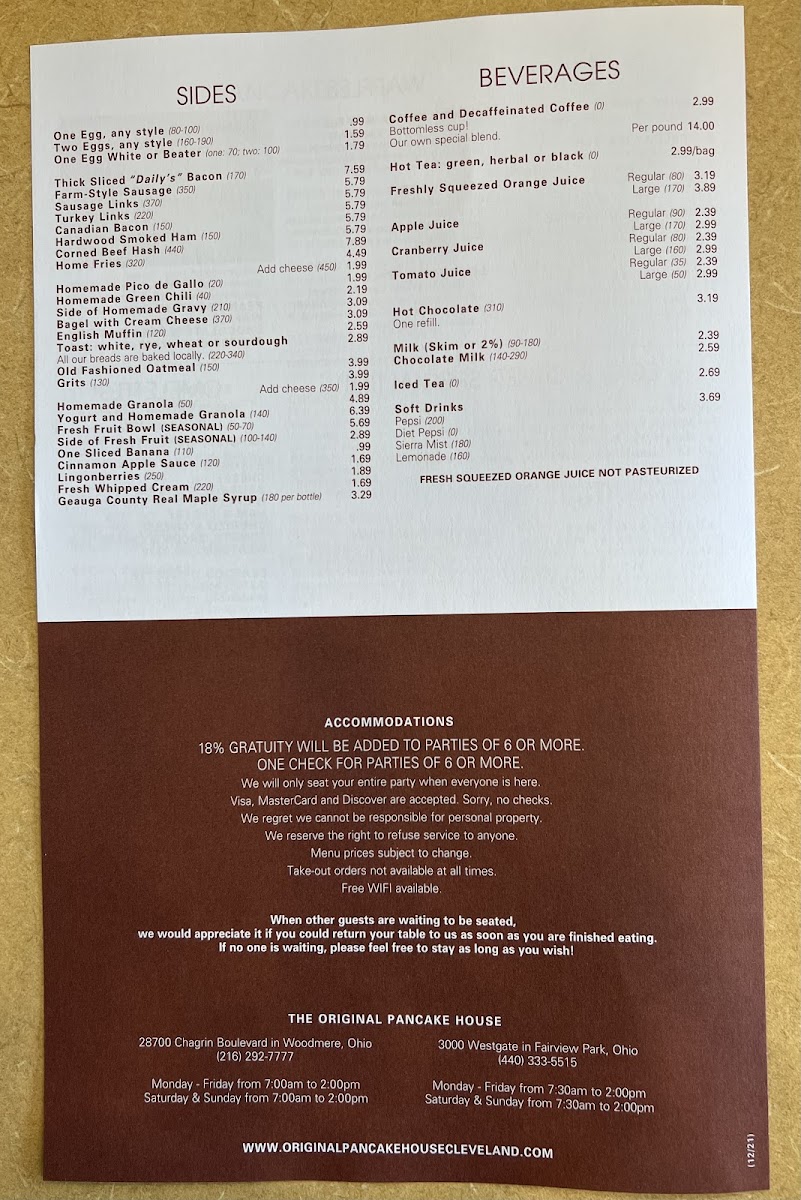 SIDES
One Egg, any style (80-100) .99
Two Eggs, any style (160-190) 1.59
One Egg White or Beater (one: 70; two: 100) 1.79
Thick Sliced "Daily's" Bacon (170) 7.59
Farm-Style Sausage (350) 5.79
Sausage Links (370) 5.79
Turkey Links (220) 5.79
Canadian Bacon (150) 5.79
Hardwood Smoked Ham (150) 5.79
Corned Beef Hash (440) 7.89
Home Fries (320) 4.49
Add cheese (450) 1.99
Homemade Pico de Gallo (20) 1.99
Homemade Green Chili (40) 2.19
Side of Homemade Gravy (210) 3.09
Bagel with Cream Cheese (370) 3.09
English Muffin (120) 2.59
Toast: white, rye, wheat or sourdough 2.89
All our breads are baked locally. (220-340)
Old Fashioned Oatmeal (150) 3.99
Grits (130) 3.99
Add cheese (350) 1.99
Homemade Granola (50) 4.89
Yogurt and Homemade Granola (140) 6.39
Fresh Fruit Bowl (SEASONAL) (50-70) 5.69
Side of Fresh Fruit (SEASONAL) (100-140) 2.89
One Sliced Banana (110) .99
Cinnamon Apple Sauce (120) 1.69
Lingonberries (250) 1.89
Fresh Whipped Cream (220) 1.69
Geauga County Real Maple Syrup (180 per bottle) 3.29
BEVERAGES
Coffee and Decaffeinated Coffee (0) 2.99
Bottomless cup!
Our own special blend. Per pound 14.00
Hot Tea: green, herbal or black (0) 2.99/bag
Freshly Squeezed Orange Juice Regular (80) 3.19
Large (170) 3.89
Apple Juice Regular (90) 2.39
Large (170) 2.99
Cranberry Juice Regular (80) 2.39
Large (160) 2.99
Tomato Juice Regular (35) 2.39
Large (50) 2.99
Hot Chocolate (310) 3.19
One refill.
Milk (Skim or 2%) (90-180) 2.39
Chocolate Milk (140-290) 2.59
Iced Tea (0) 2.69
Soft Drinks 3.69
Pepsi (200)
Diet Pepsi (0)
Sierra Mist (180)
Lemonade (160)
FRESH SQUEEZED ORANGE JUICE NOT PASTEURIZED
ACCOMMODATIONS
18% GRATUITY WILL BE ADDED TO PARTIES OF 6 OR MORE.
ONE CHECK FOR PARTIES OF 6 OR MORE.
We will only seat your entire party when everyone is here.
Visa, MasterCard and Discover are accepted. Sorry, no checks.
We regret we cannot be responsible for personal property.
We reserve the right to refuse service to anyone.
Menu prices subject to change.
Take-out orders not available at all times.
Free WIFI available.
When other guests are waiting to be seated,
we would appreciate it if you could return your table to us as soon as you are finished eating.
If no one is waiting, please feel free to stay as long as you wish!
THE ORIGINAL PANCAKE HOUSE
28700 Chagrin Boulevard in Woodmere, Ohio
(216) 292-7777
Monday - Friday from 7:00am to 2:00pm
Saturday & Sunday from 7:00am to 2:00pm
3000 Westgate in Fairview Park, Ohio
(440) 333-5515
Monday - Friday from 7:30am to 2:00pm
Saturday & Sunday from 7:30am to 2:00pm
WWW.ORIGINALPANCAKEHOUSECLEVELAND.COM
(12/21)